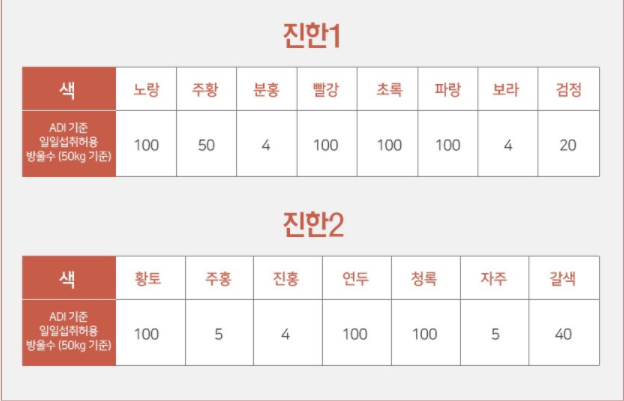 진한1
색 노랑 주황 분홍 빨강 초록 파랑 보라 검정
ADI 기준
일일섭취허용
방울수 (50kg 기준)
100 50 4 100 100 100 4 20
진한2
색 황토 주홍 진홍 연두 청록 자주 갈색
ADI 기준
일일섭취허용
방울수 (50kg 기준)
100 5 4 100 100 5 40